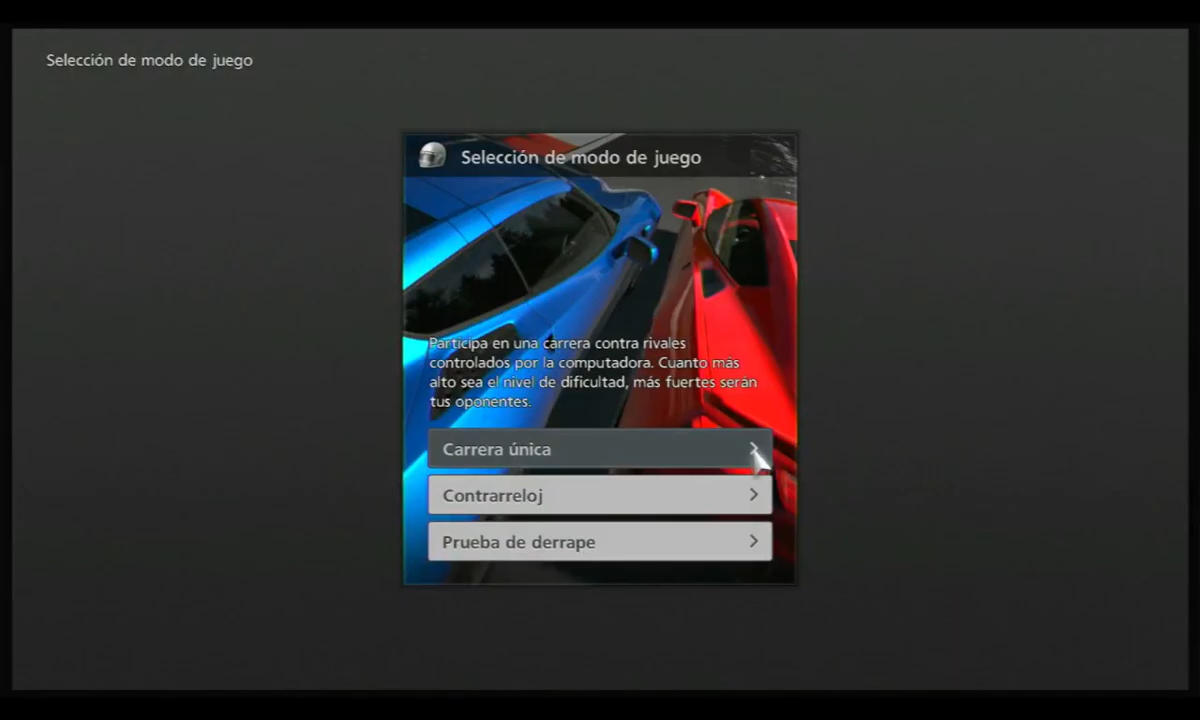 Selección de modo de juego
Selección de modo de juego
Participa en una carrera contra rivales
controlados por la computadora. Cuanto más
alto sea el nivel de dificultad, más fuertes serán
tus oponentes.
Carrera única
Contrarreloj
Prueba de derrape